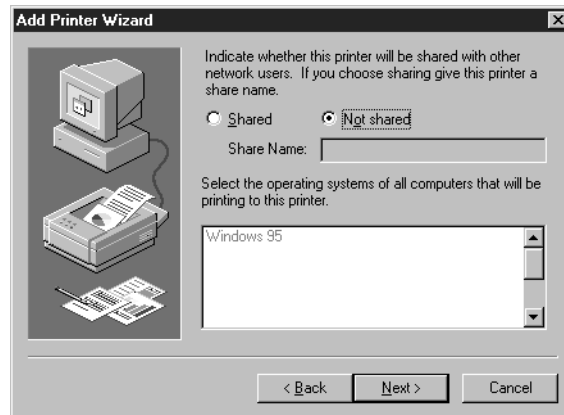 Add Printer Wizard
Indicate whether this printer will be shared with other
network users. If you choose sharing give this printer a
share name.
Shared Not shared
Share Name:
Select the operating systems of all computers that will be
printing to this printer.
Windows 95
< Back Next > Cancel